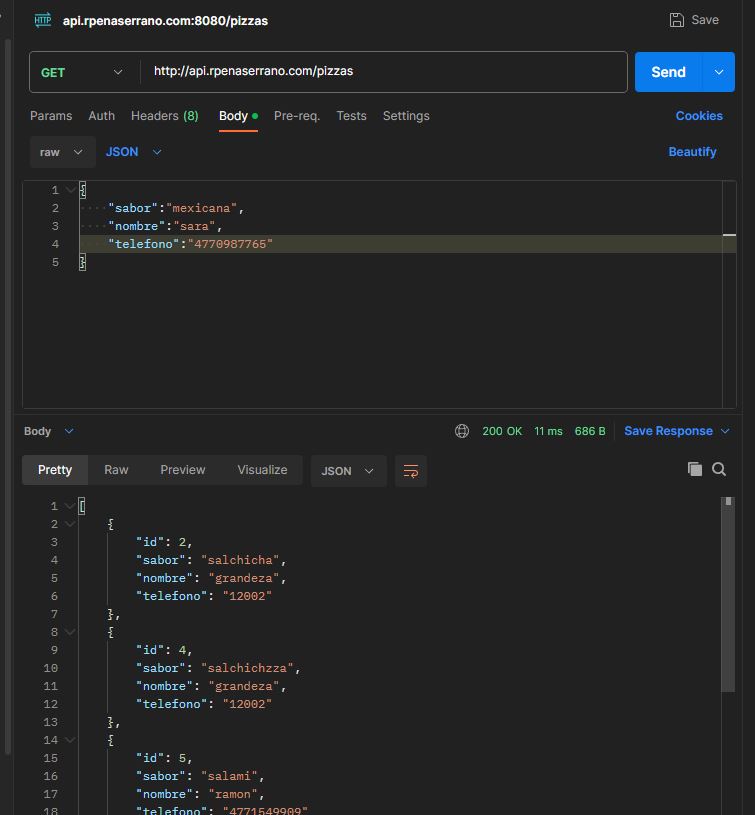 HTTP api.rpenaserrano.com:8080/pizzas Save
GET http://api.rpenaserrano.com/pizzas Send
Params Auth Headers (8) Body Pre-req. Tests Settings Cookies
raw JSON Beautify
1 {
2 "sabor":"mexicana",
3 "nombre":"sara",
4 "telefono":"4770987765"
5 }
Body 200 OK 11 ms 686 B Save Response
Pretty Raw Preview Visualize JSON
1 [
2 {
3 "id": 2,
4 "sabor": "salchicha",
5 "nombre": "grandeza",
6 "telefono": "12002"
7 },
8 {
9 "id": 4,
10 "sabor": "salchichzza",
11 "nombre": "grandeza",
12 "telefono": "12002"
13 },
14 {
15 "id": 5,
16 "sabor": "salami",
17 "nombre": "ramon",
18 "telefono": "4771549909"